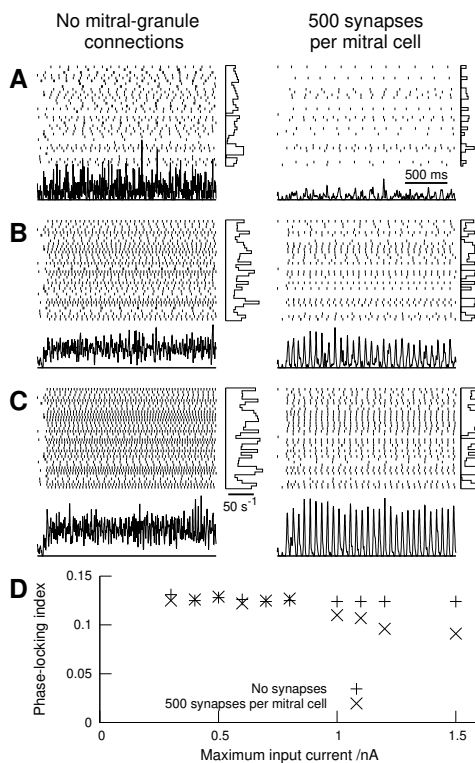 No mitral-granule
connections
500 synapses
per mitral cell
A
500 ms
B
C
50 s⁻¹
D
Phase-locking index
0.15
0.1
0.05
0
No synapses
500 synapses per mitral cell
0
0.5
1
1.5
Maximum input current /nA